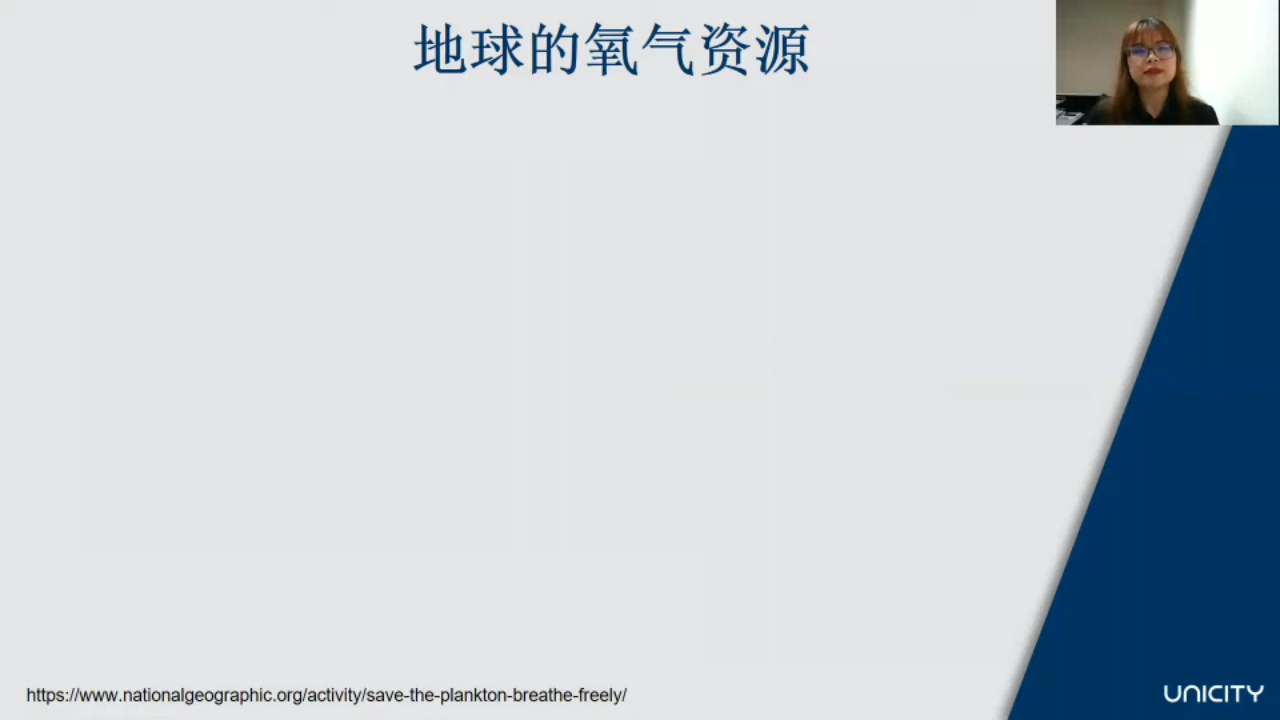 地球的氧气资源
https://www.nationalgeographic.org/activity/save-the-plankton-breathe-freely/
UNICITY